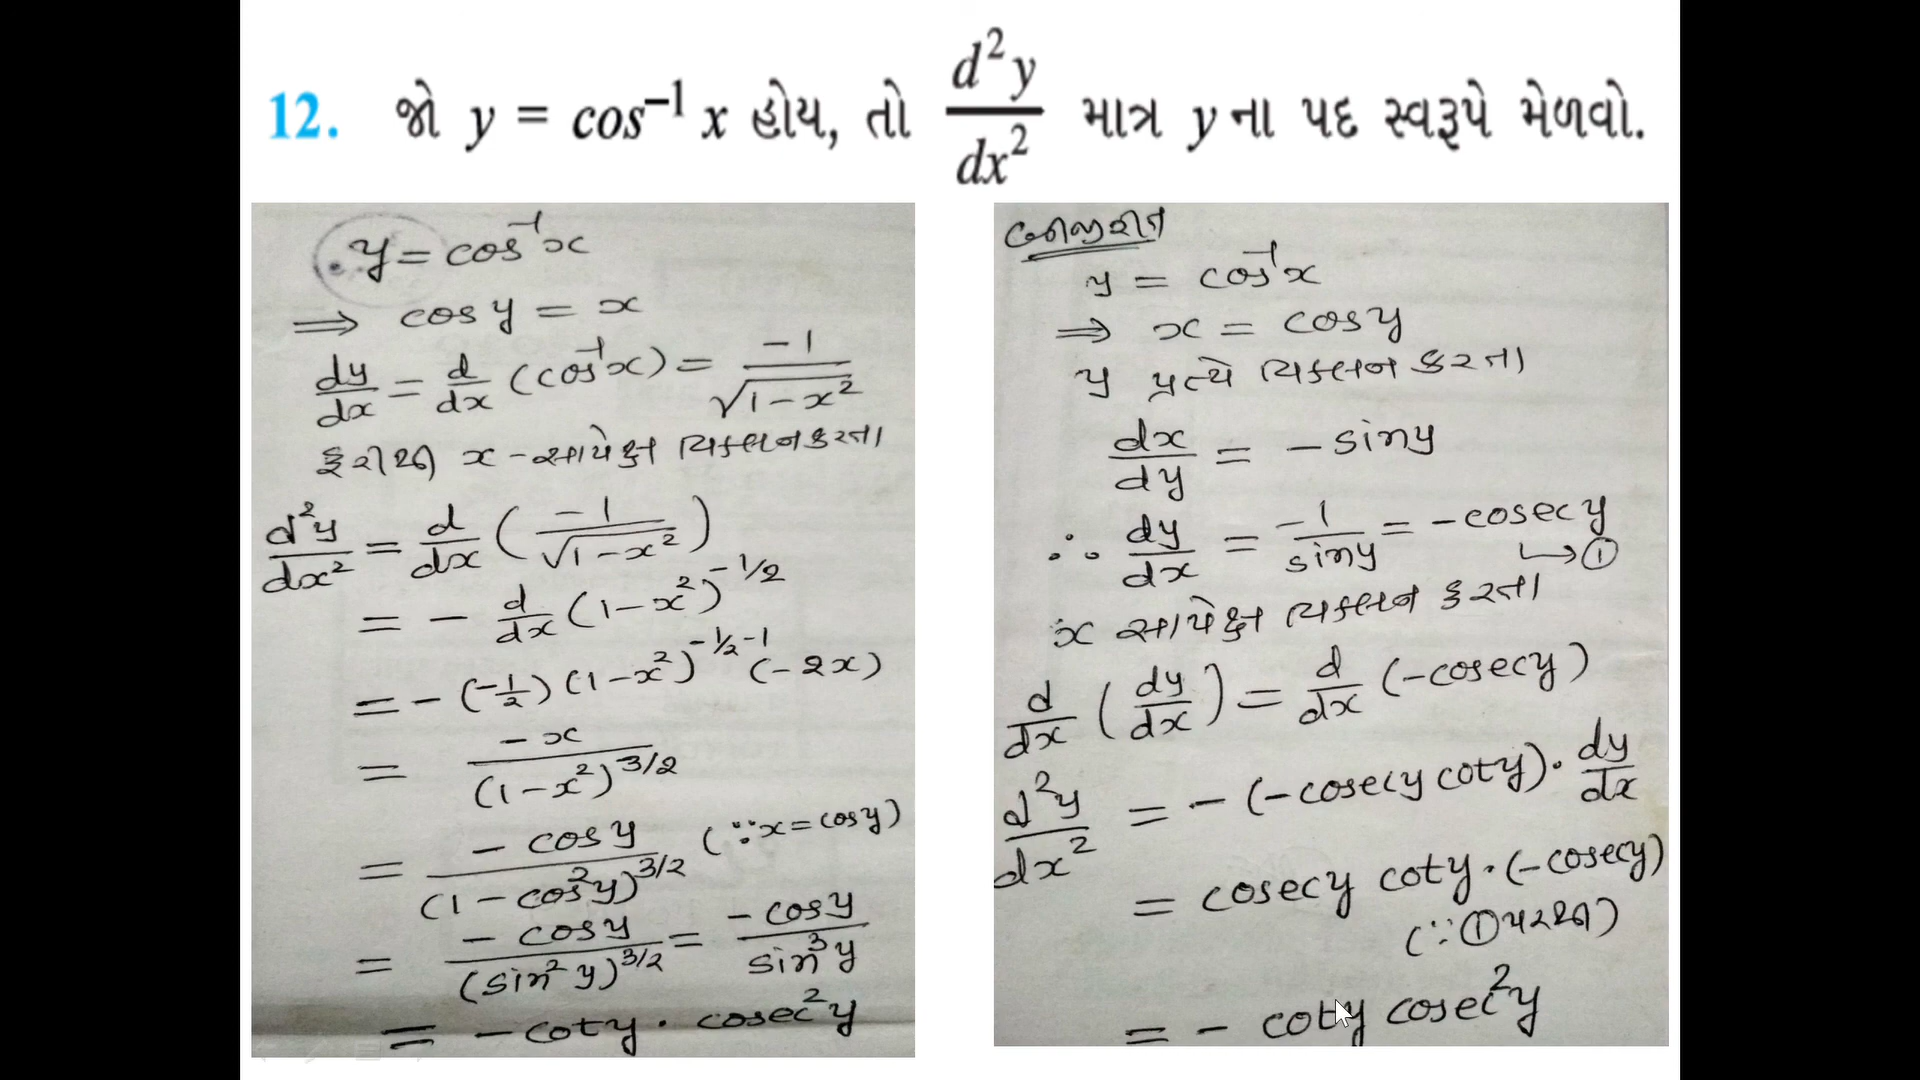 12. જો y = cos⁻¹ x હોય, તો d²y/dx² માત્ર y ના પદ સ્વરૂપે મેળવો.
y = cos⁻¹x
⇒ cos y = x
dy/dx = d/dx (cos⁻¹x) = -1/√(1-x²)
ફરીથી x-સાપેક્ષ વિકલન કરતા
d²y/dx² = d/dx (-1/√(1-x²))
= - d/dx (1-x²)^(-1/2)
= - (-1/2) (1-x²)^(-1/2-1) (-2x)
= -x/(1-x²)^(3/2)
= -cos y/(1-cos²y)^(3/2) (∵ x = cos y)
= -cos y/(sin²y)^(3/2) = -cos y/sin³y
= - cot y · cosec²y
બીજી રીત
y = cos⁻¹x
⇒ x = cos y
y પ્રત્યે વિકલન કરતા
dx/dy = - sin y
∴ dy/dx = -1/sin y = - cosec y
↳ ①
x સાપેક્ષ વિકલન કરતા
d/dx (dy/dx) = d/dx (-cosec y)
d²y/dx² = - (-cosec y cot y) · dy/dx
= cosec y cot y · (-cosec y)
(∵ ① પરથી)
= - cot y cosec²y